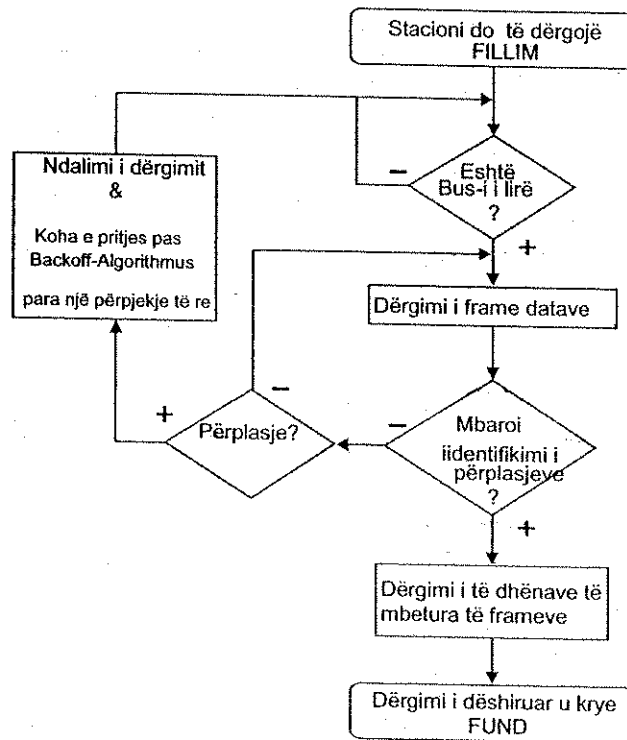 Stacioni do të dërgojë
FILLIM
Ndalimi i dërgimit
&
Koha e pritjes pas
Backoff-Algorithmus
para një përpjekje të re
−
Eshtë
Bus-i i lirë
?
+
Dërgimi i frame datave
−
+
Përplasje?
−
Mbaroi
iidentifikimi i
përplasjeve
?
+
Dërgimi i të dhënave të
mbetura të frameve
Dërgimi i dëshiruar u krye
FUND